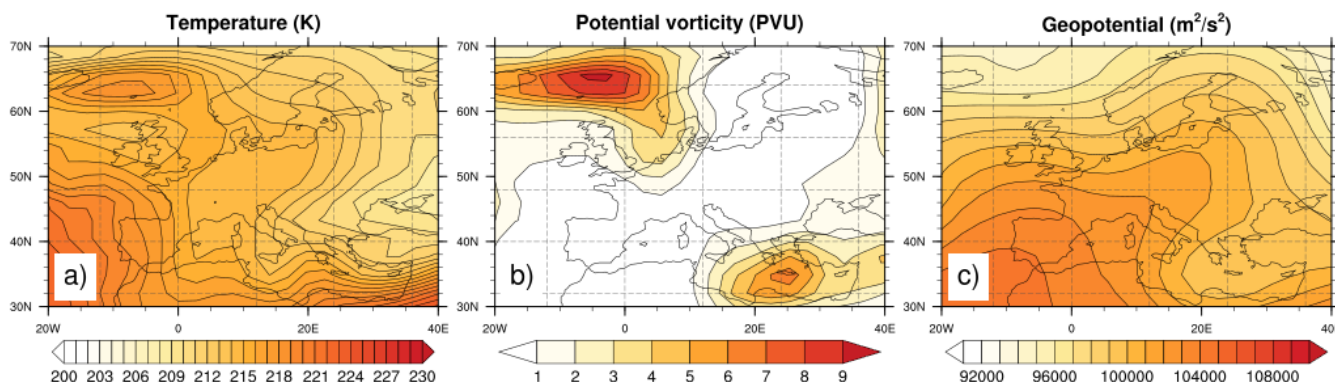 Temperature (K)
Potential vorticity (PVU)
Geopotential (m²/s²)
70N
60N
50N
40N
30N
a)
20W 0 20E 40E
200 203 206 209 212 215 218 221 224 227 230
70N
60N
50N
40N
30N
b)
20W 0 20E 40E
1 2 3 4 5 6 7 8 9
70N
60N
50N
40N
30N
c)
20W 0 20E 40E
92000 96000 100000 104000 108000